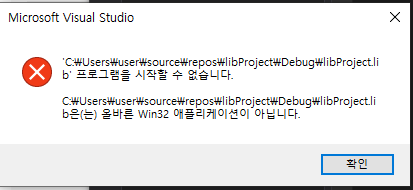 Microsoft Visual Studio
'C:₩Users₩user₩source₩repos₩libProject₩Debug₩libProject.li
b' 프로그램을 시작할 수 없습니다.
C:₩Users₩user₩source₩repos₩libProject₩Debug₩libProject.li
b은(는) 올바른 Win32 애플리케이션이 아닙니다.
확인